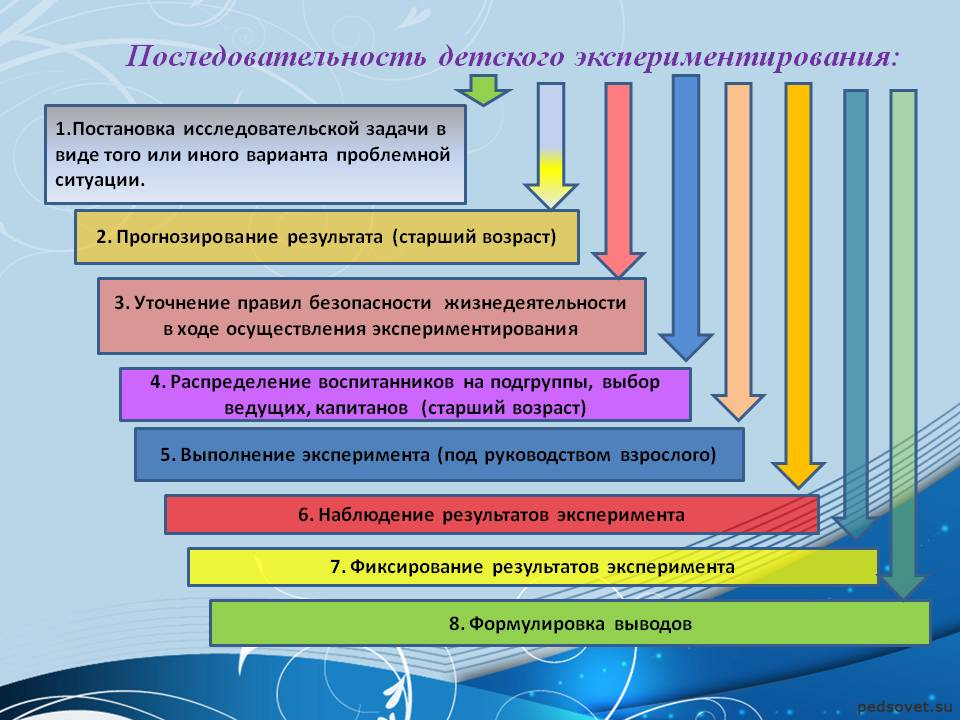 Последовательность детского экспериментирования:
1.Постановка исследовательской задачи в
виде того или иного варианта проблемной
ситуации.
2. Прогнозирование результата (старший возраст)
3. Уточнение правил безопасности жизнедеятельности
в ходе осуществления экспериментирования
4. Распределение воспитанников на подгруппы, выбор
ведущих, капитанов (старший возраст)
5. Выполнение эксперимента (под руководством взрослого)
6. Наблюдение результатов эксперимента
7. Фиксирование результатов эксперимента
8. Формулировка выводов
pedsovet.su